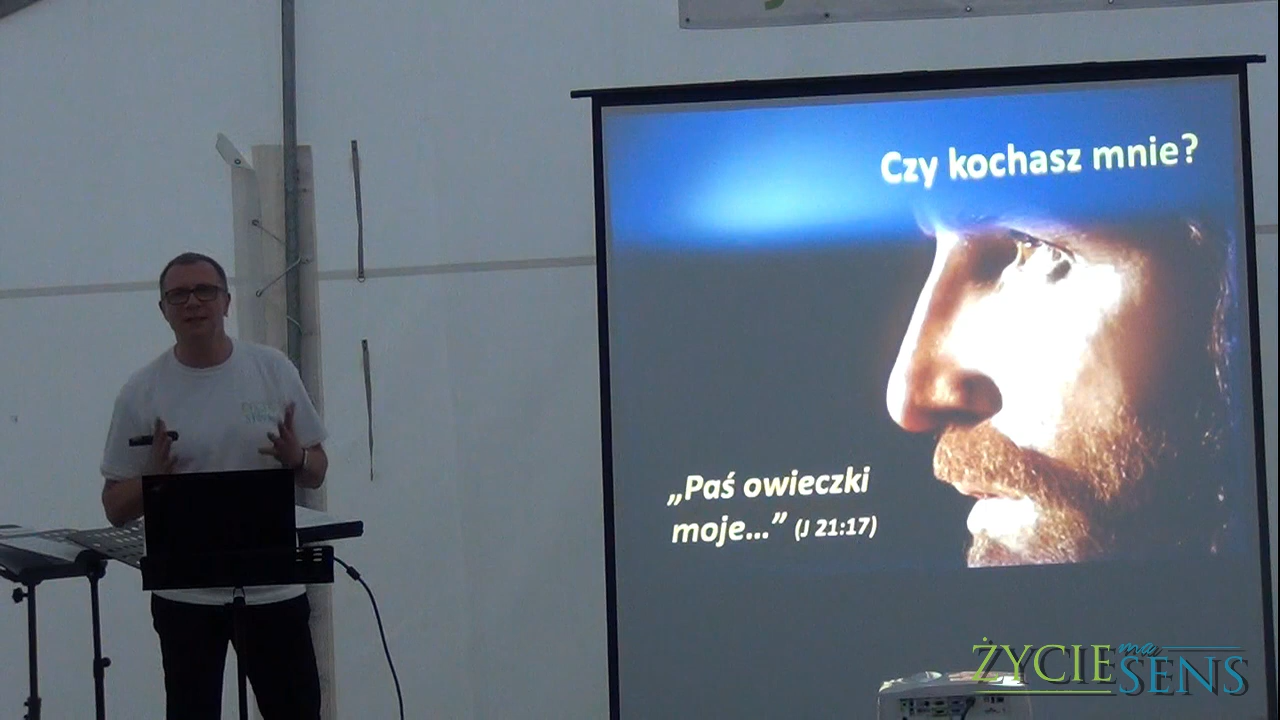 Czy kochasz mnie?
„Paś owieczki
moje...” (J 21:17)
ŻYCIE ma
SENS